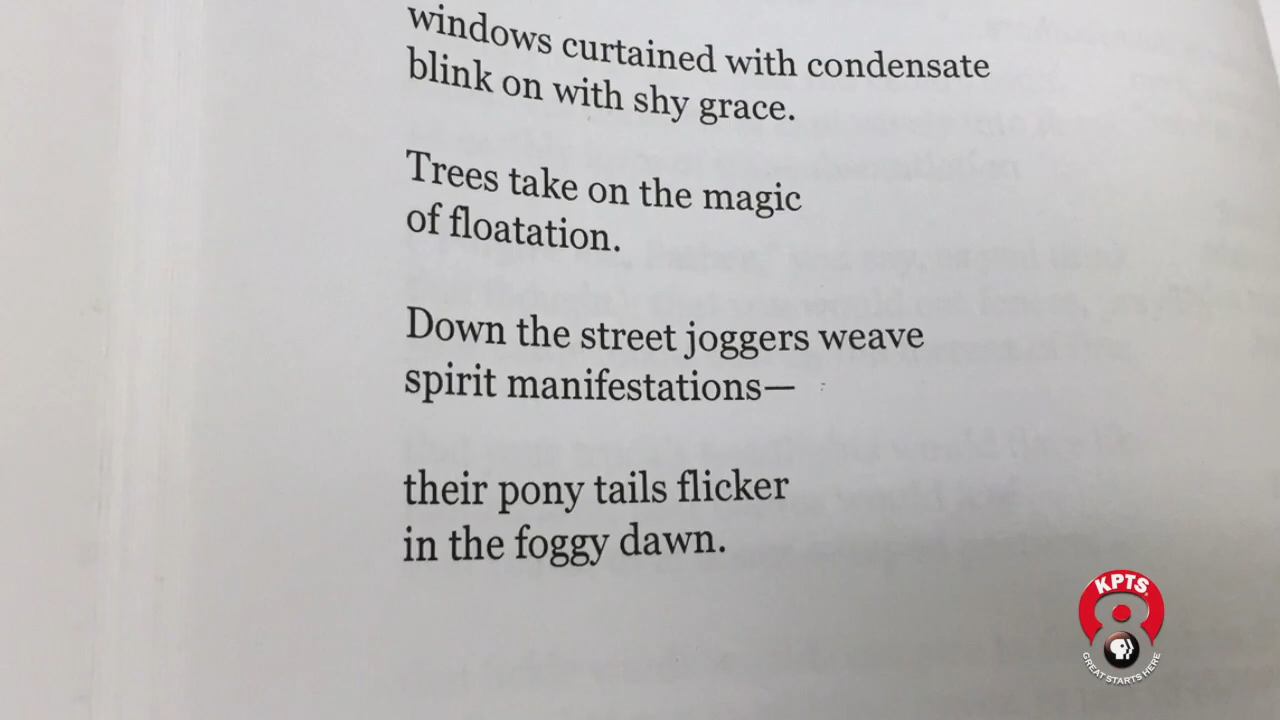 windows curtained with condensate
blink on with shy grace.
Trees take on the magic
of floatation.
Down the street joggers weave
spirit manifestations—
their pony tails flicker
in the foggy dawn.
KPTS
8
GREAT STARTS HERE